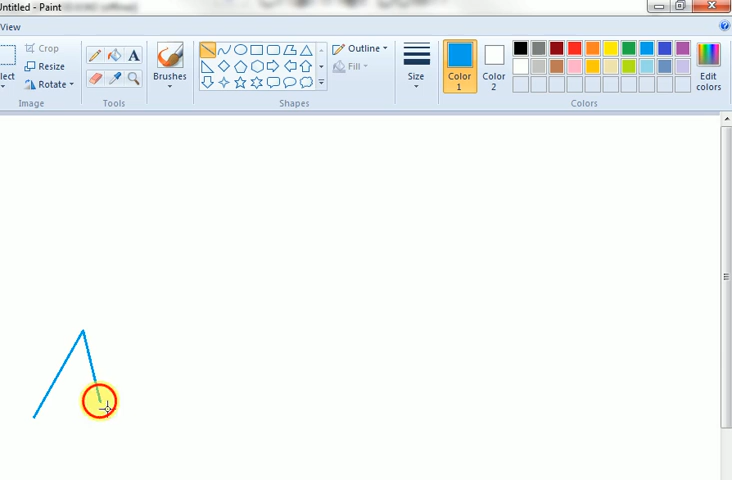 Untitled - Paint
View
Crop
Resize
Rotate
Image
A
Tools
Brushes
Outline
Fill
Shapes
Size
Color 1
Color 2
Edit colors
Colors